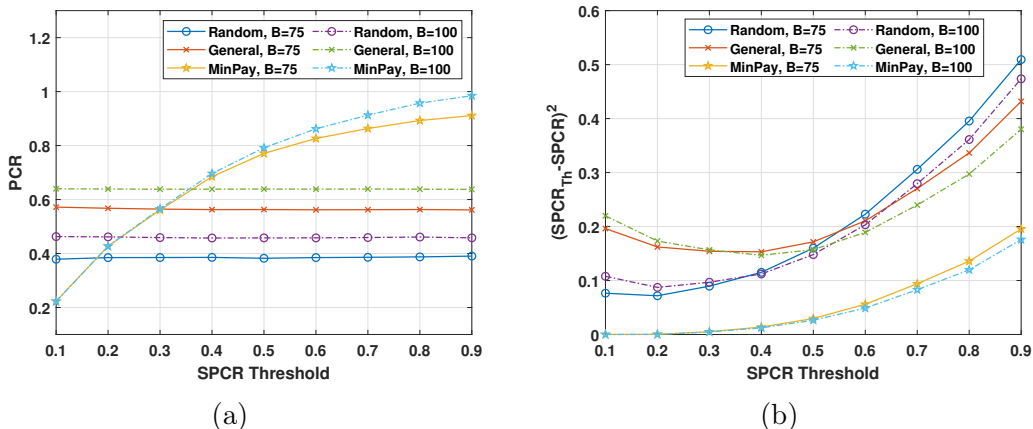 Random, B=75 Random, B=100
General, B=75 General, B=100
MinPay, B=75 MinPay, B=100
1.2
1
0.8
0.6
0.4
0.2
PCR
0.1 0.2 0.3 0.4 0.5 0.6 0.7 0.8 0.9
SPCR Threshold
(a)
Random, B=75 Random, B=100
General, B=75 General, B=100
MinPay, B=75 MinPay, B=100
0.6
0.5
0.4
0.3
0.2
0.1
0
(SPCR_Th-SPCR)^2
0.1 0.2 0.3 0.4 0.5 0.6 0.7 0.8 0.9
SPCR Threshold
(b)